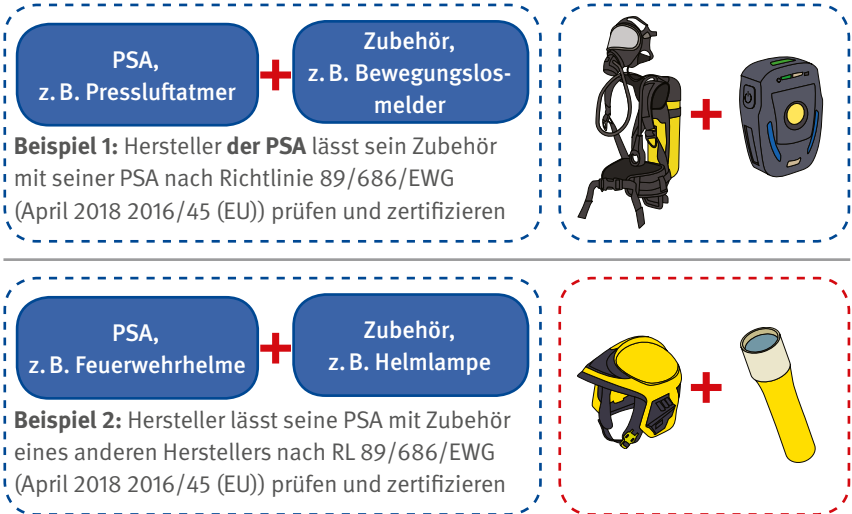 PSA,
z. B. Pressluftatmer
Zubehör,
z. B. Bewegungslos-
melder
Beispiel 1: Hersteller der PSA lässt sein Zubehör
mit seiner PSA nach Richtlinie 89/686/EWG
(April 2018 2016/45 (EU)) prüfen und zertifizieren
PSA,
z. B. Feuerwehrhelme
Zubehör,
z. B. Helmlampe
Beispiel 2: Hersteller lässt seine PSA mit Zubehör
eines anderen Herstellers nach RL 89/686/EWG
(April 2018 2016/45 (EU)) prüfen und zertifizieren